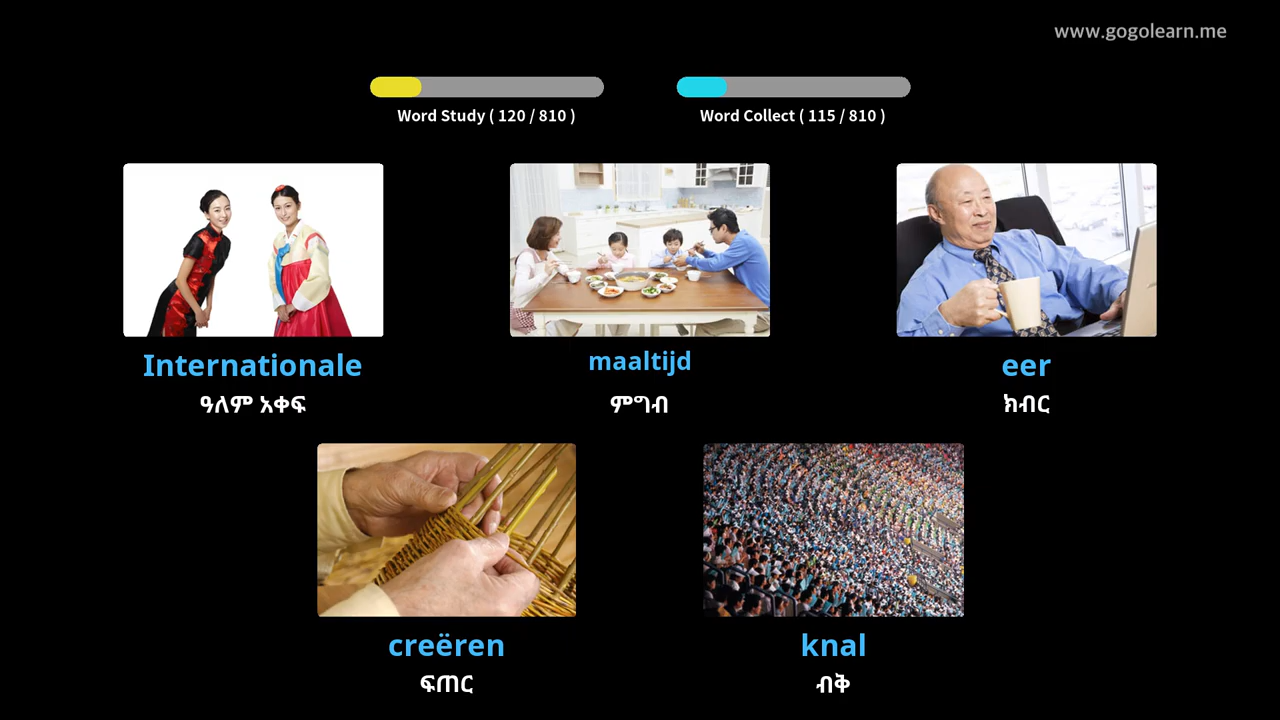 www.gogolearn.me
Word Study ( 120 / 810 )
Word Collect ( 115 / 810 )
Internationale
ዓለም አቀፍ
maaltijd
ምግብ
eer
ክብር
creëren
ፍጠር
knal
ብቅ